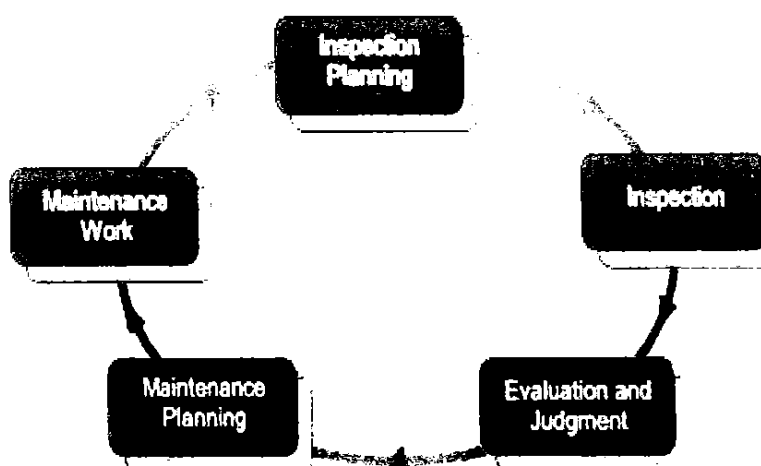 Inspection
Planning
Inspection
Evaluation and
Judgment
Maintenance
Planning
Maintenance
Work